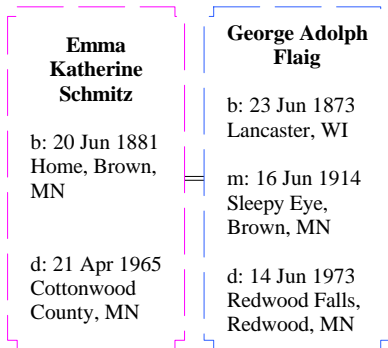 Emma
Katherine
Schmitz
b: 20 Jun 1881
Home, Brown,
MN
d: 21 Apr 1965
Cottonwood
County, MN
George Adolph
Flaig
b: 23 Jun 1873
Lancaster, WI
m: 16 Jun 1914
Sleepy Eye,
Brown, MN
d: 14 Jun 1973
Redwood Falls,
Redwood, MN